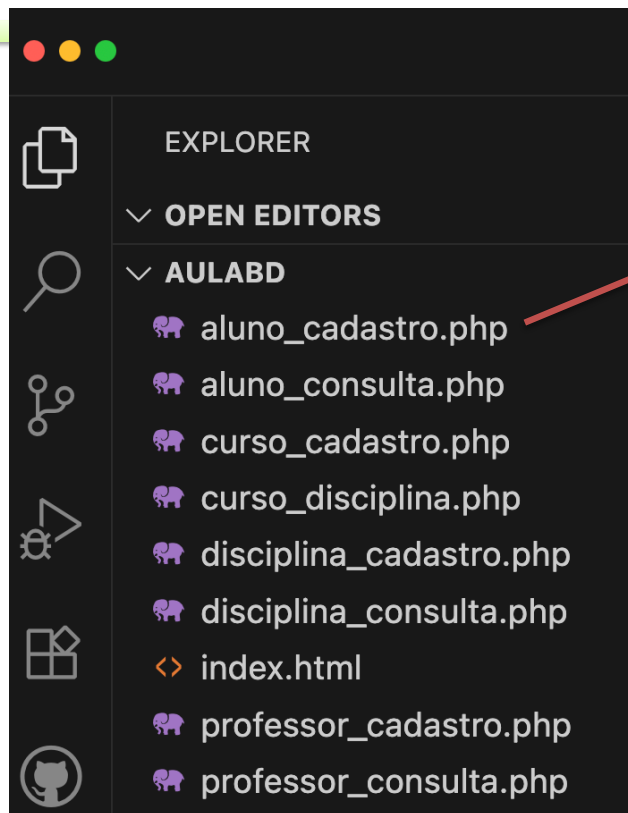 EXPLORER
OPEN EDITORS
AULABD
aluno_cadastro.php
aluno_consulta.php
curso_cadastro.php
curso_disciplina.php
disciplina_cadastro.php
disciplina_consulta.php
index.html
professor_cadastro.php
professor_consulta.php